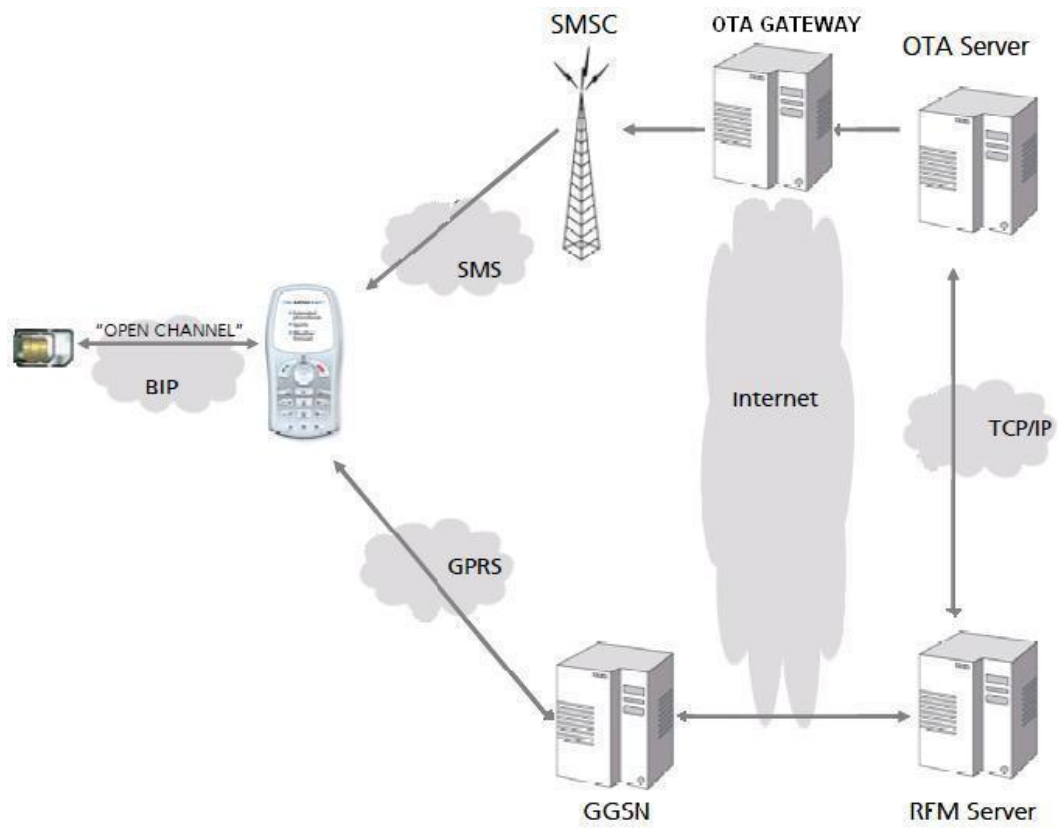 SMSC
OTA GATEWAY
OTA Server
SMS
"OPEN CHANNEL"
BIP
Internet
TCP/IP
GPRS
GGSN
RFM Server